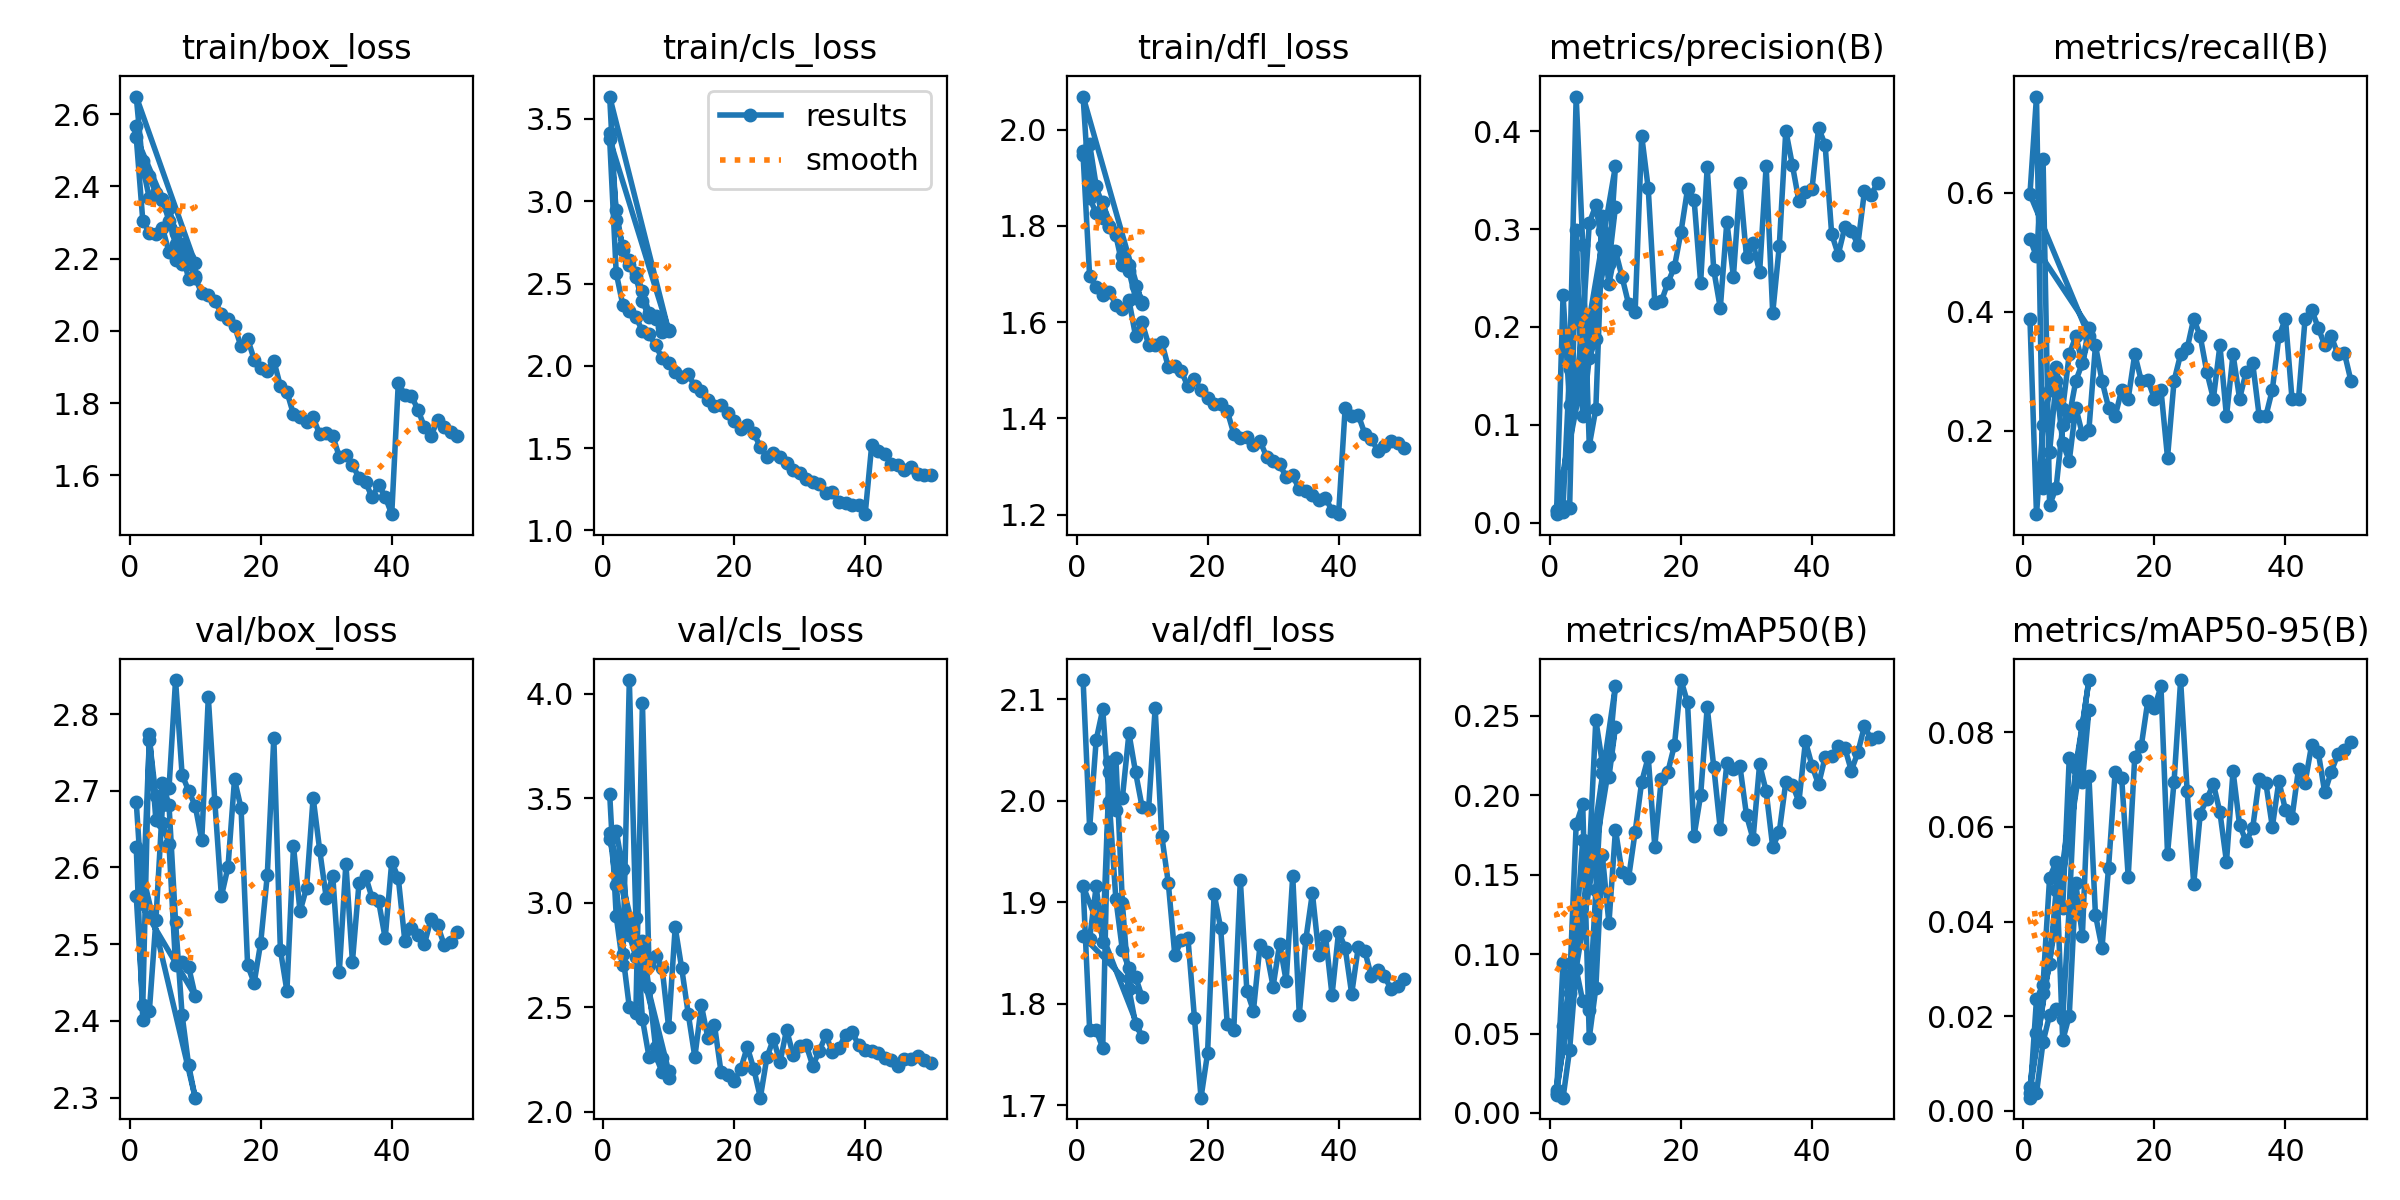 train/box_loss
2.6
2.4
2.2
2.0
1.8
1.6
0 20 40
train/cls_loss
results
smooth
3.5
3.0
2.5
2.0
1.5
1.0
0 20 40
train/dfl_loss
2.0
1.8
1.6
1.4
1.2
0 20 40
metrics/precision(B)
0.4
0.3
0.2
0.1
0.0
0 20 40
metrics/recall(B)
0.6
0.4
0.2
0 20 40
val/box_loss
2.8
2.7
2.6
2.5
2.4
2.3
0 20 40
val/cls_loss
4.0
3.5
3.0
2.5
2.0
0 20 40
val/dfl_loss
2.1
2.0
1.9
1.8
1.7
0 20 40
metrics/mAP50(B)
0.25
0.20
0.15
0.10
0.05
0.00
0 20 40
metrics/mAP50-95(B)
0.08
0.06
0.04
0.02
0.00
0 20 40